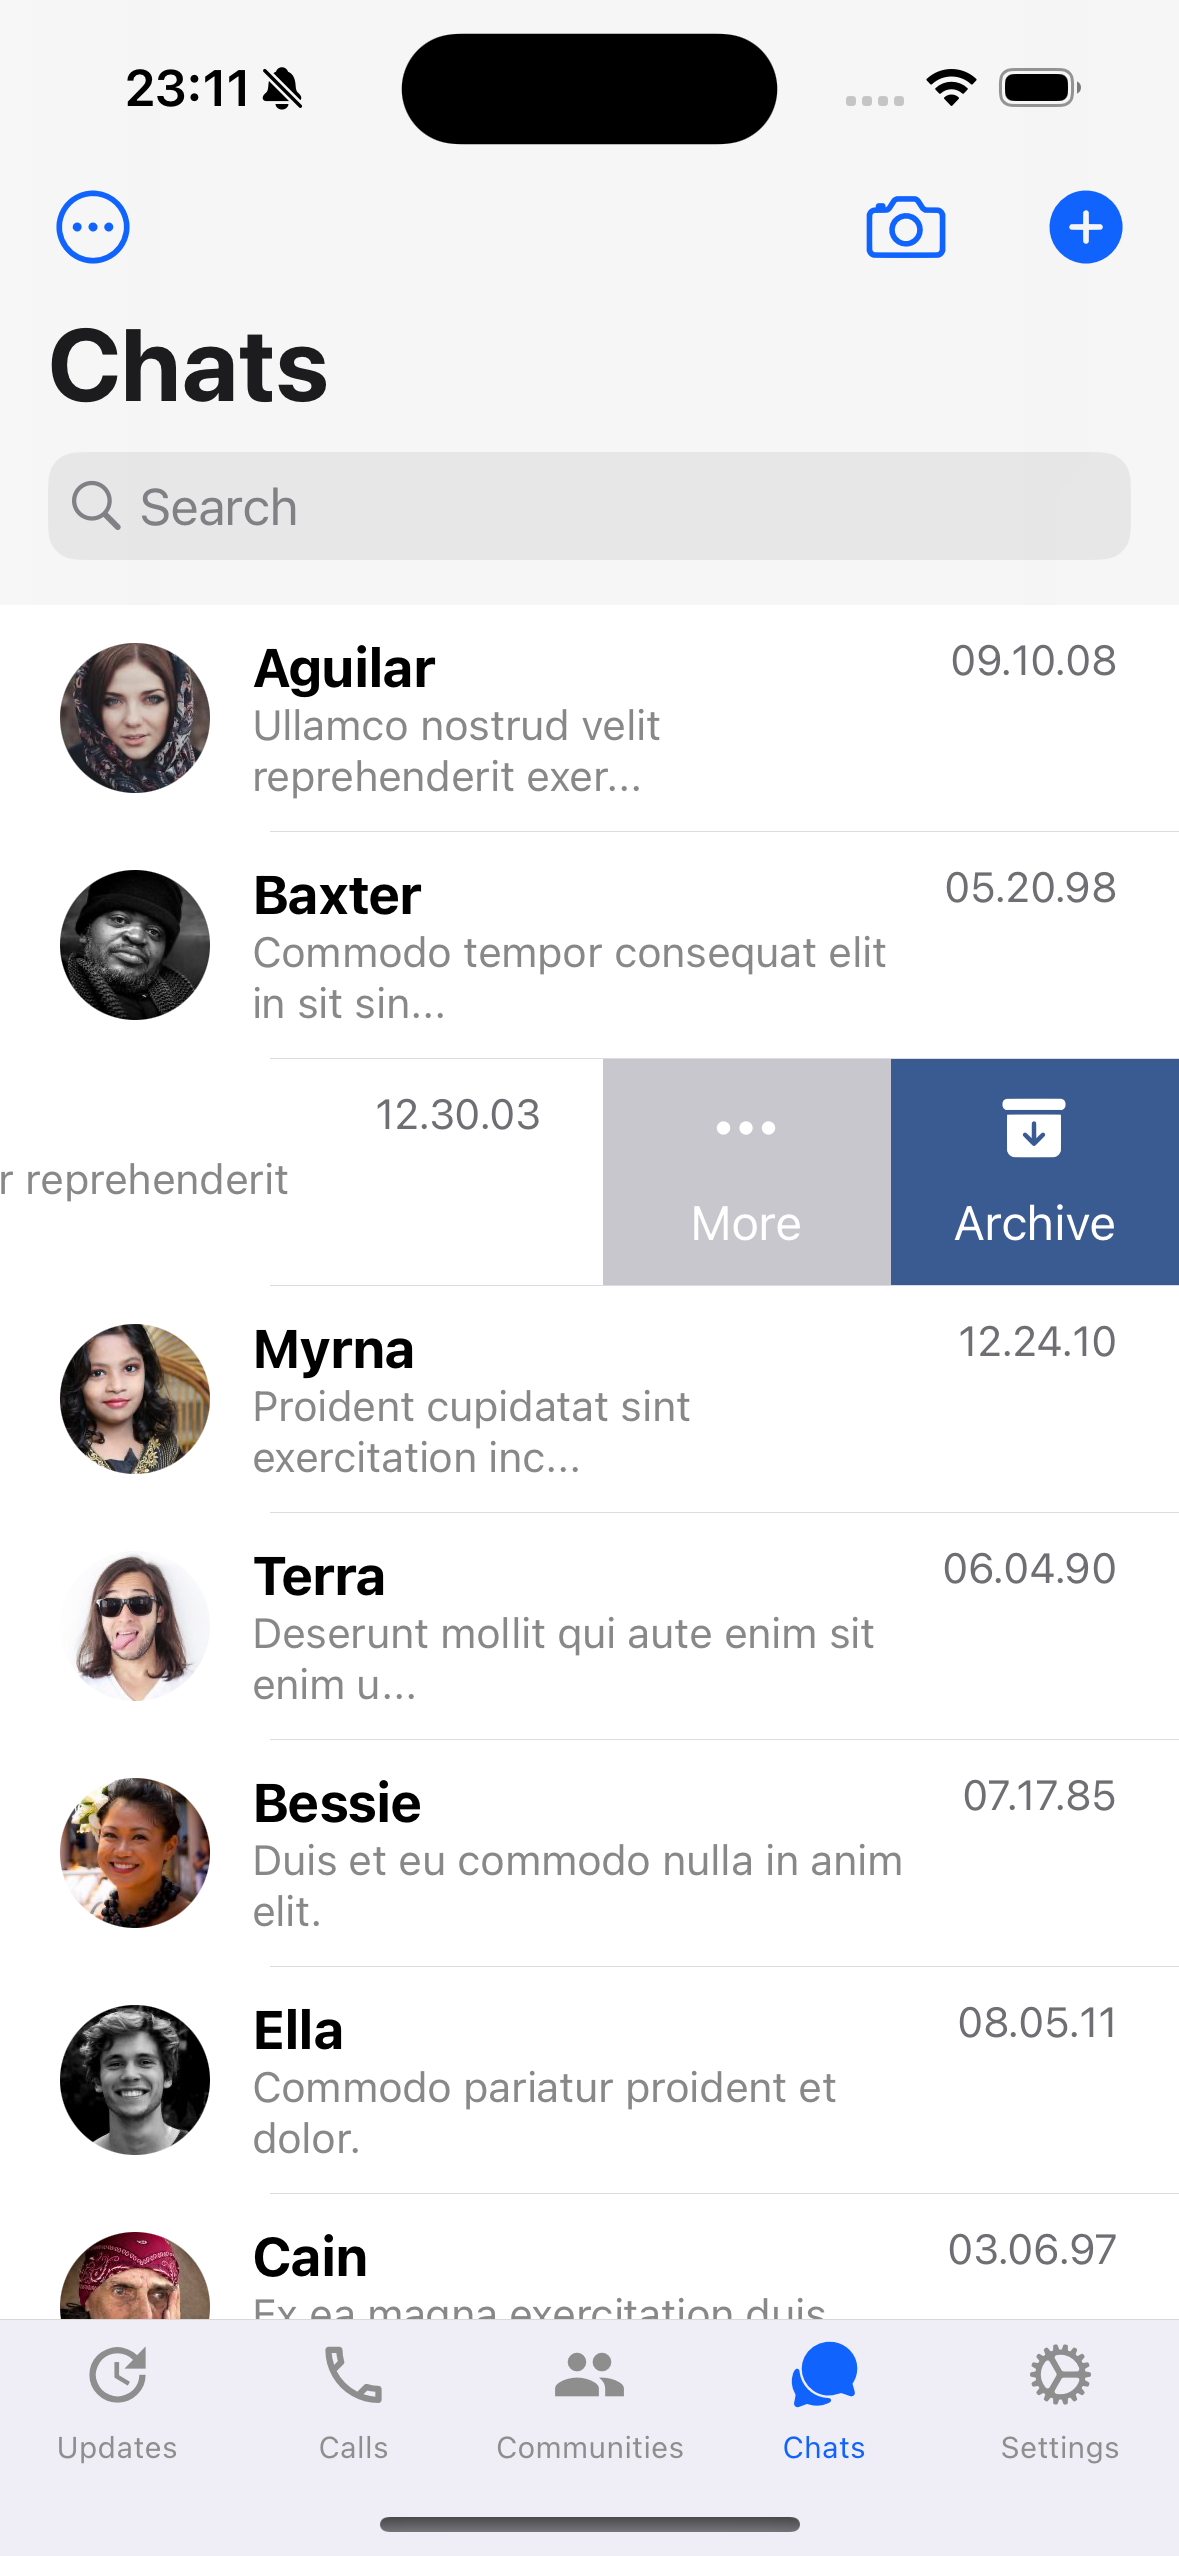 23:11
Chats
Search
Aguilar
09.10.08
Ullamco nostrud velit
reprehenderit exer...
Baxter
05.20.98
Commodo tempor consequat elit
in sit sin...
12.30.03
r reprehenderit
More
Archive
Myrna
12.24.10
Proident cupidatat sint
exercitation inc...
Terra
06.04.90
Deserunt mollit qui aute enim sit
enim u...
Bessie
07.17.85
Duis et eu commodo nulla in anim
elit.
Ella
08.05.11
Commodo pariatur proident et
dolor.
Cain
03.06.97
Ex ea magna exercitation duis
Updates
Calls
Communities
Chats
Settings